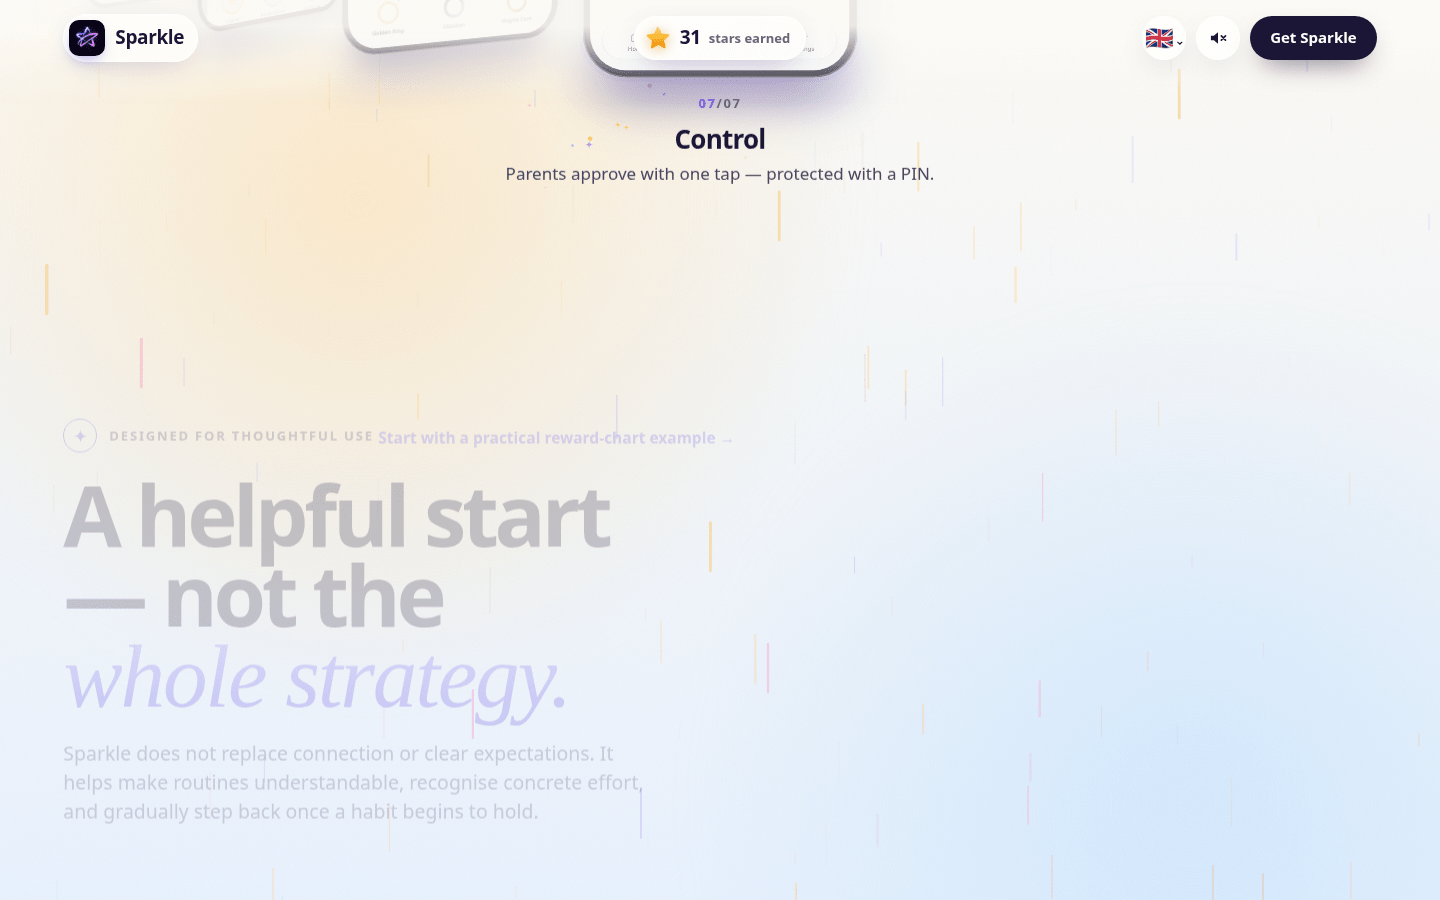 Sparkle
31 stars earned
Get Sparkle
07/07
Control
Parents approve with one tap — protected with a PIN.
DESIGNED FOR THOUGHTFUL USE Start with a practical reward-chart example →
A helpful start
— not the
whole strategy.
Sparkle does not replace connection or clear expectations. It
helps make routines understandable, recognise concrete effort,
and gradually step back once a habit begins to hold.